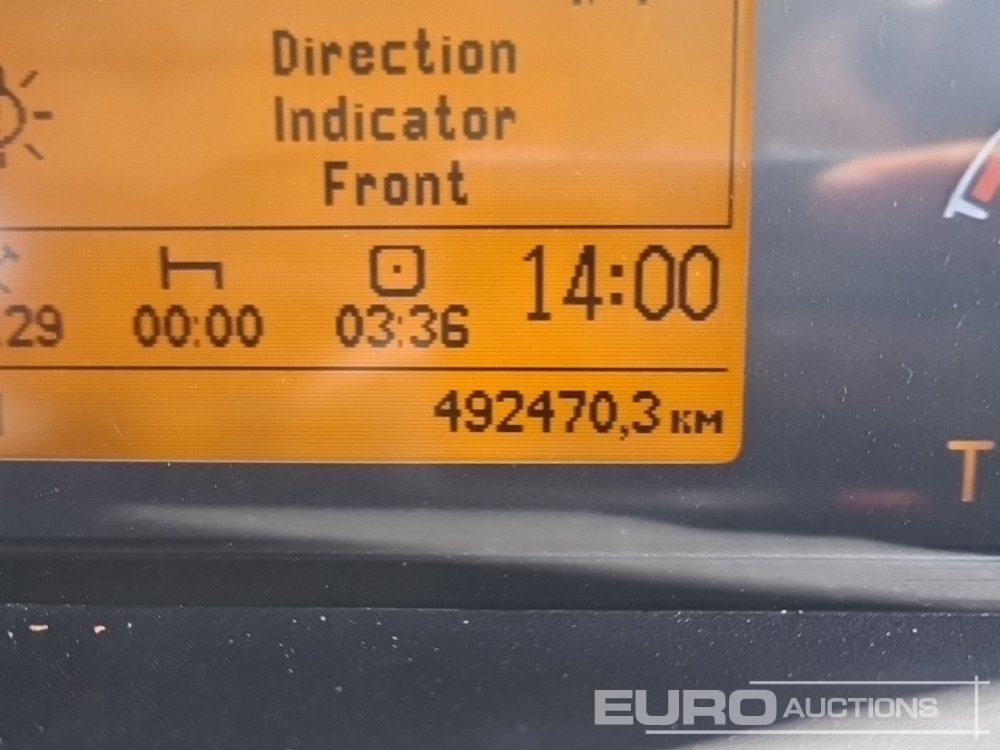 Direction
Indicator
Front
:29 00:00 03:36 14:00
492470,3 км
T
EURO AUCTIONS